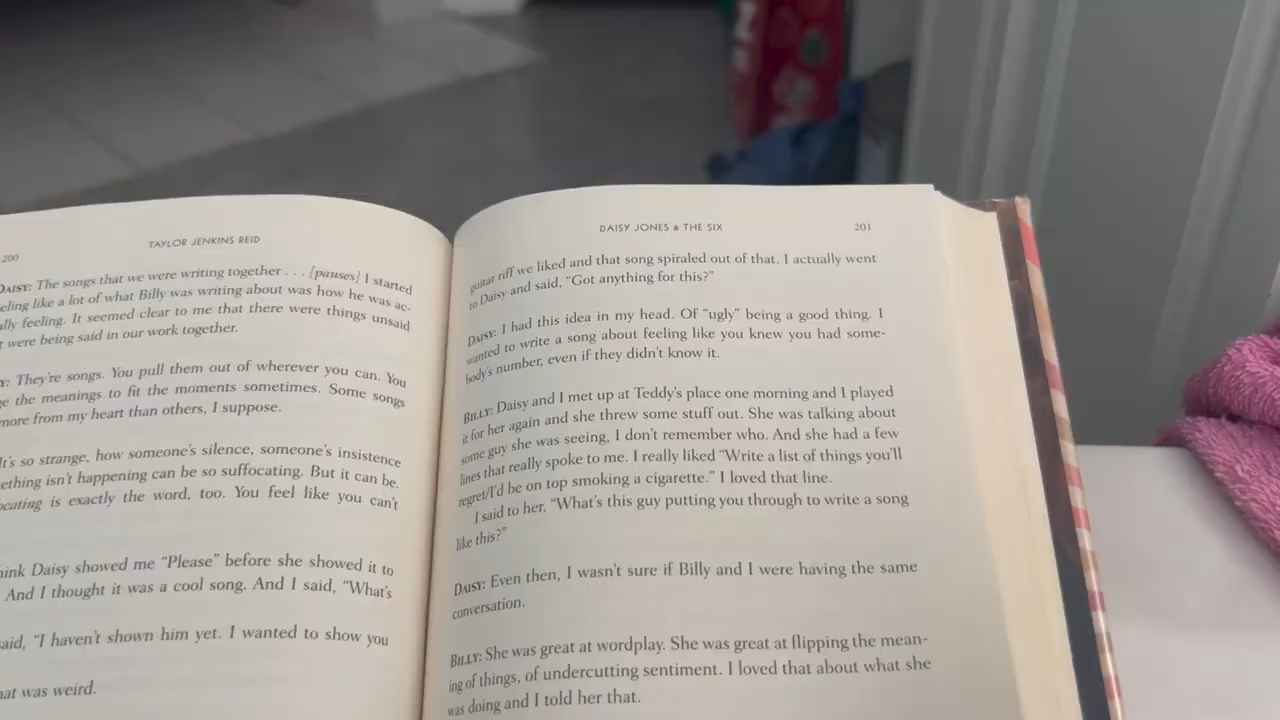 200
TAYLOR JENKINS REID
DAISY: The songs that we were writing together . . . [pauses] I started
eling like a lot of what Billy was writing about was how he was ac-
lly feeling. It seemed clear to me that there were things unsaid
were being said in our work together.
They're songs. You pull them out of wherever you can. You
ge the meanings to fit the moments sometimes. Some songs
more from my heart than others, I suppose.
It's so strange, how someone's silence, someone's insistence
ething isn't happening can be so suffocating. But it can be.
ocating is exactly the word, too. You feel like you can't
ink Daisy showed me "Please" before she showed it to
And I thought it was a cool song. And I said, "What's
said, "I haven't shown him yet. I wanted to show you
hat was weird.
DAISY JONES & THE SIX
201
guitar riff we liked and that song spiraled out of that. I actually went
to Daisy and said, "Got anything for this?"
DAISY: I had this idea in my head. Of "ugly" being a good thing. I
wanted to write a song about feeling like you knew you had some-
body's number, even if they didn't know it.
BILLY: Daisy and I met up at Teddy's place one morning and I played
it for her again and she threw some stuff out. She was talking about
some guy she was seeing, I don't remember who. And she had a few
lines that really spoke to me. I really liked "Write a list of things you'll
regret/I'd be on top smoking a cigarette." I loved that line.
I said to her, "What's this guy putting you through to write a song
like this?"
DAISY: Even then, I wasn't sure if Billy and I were having the same
conversation.
BILLY: She was great at wordplay. She was great at flipping the mean-
ing of things, of undercutting sentiment. I loved that about what she
was doing and I told her that.